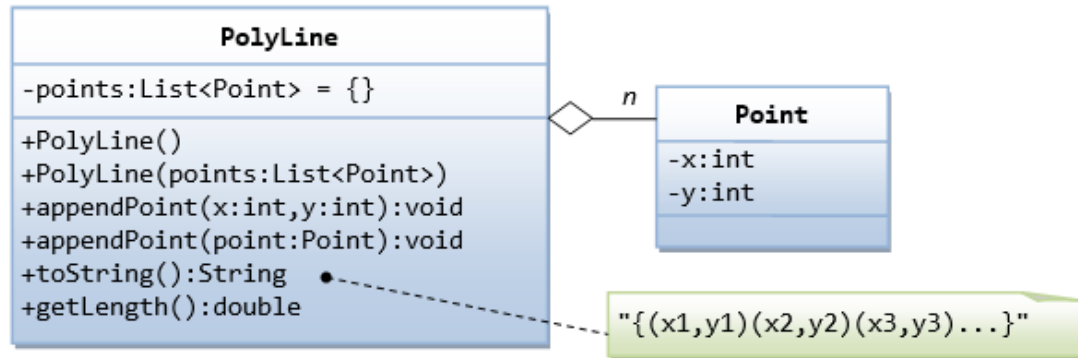 PolyLine
-points:List<Point> = {}
+PolyLine()
+PolyLine(points:List<Point>)
+appendPoint(x:int,y:int):void
+appendPoint(point:Point):void
+toString():String
+getLength():double
n
Point
-x:int
-y:int
"{(x1,y1)(x2,y2)(x3,y3)...}"